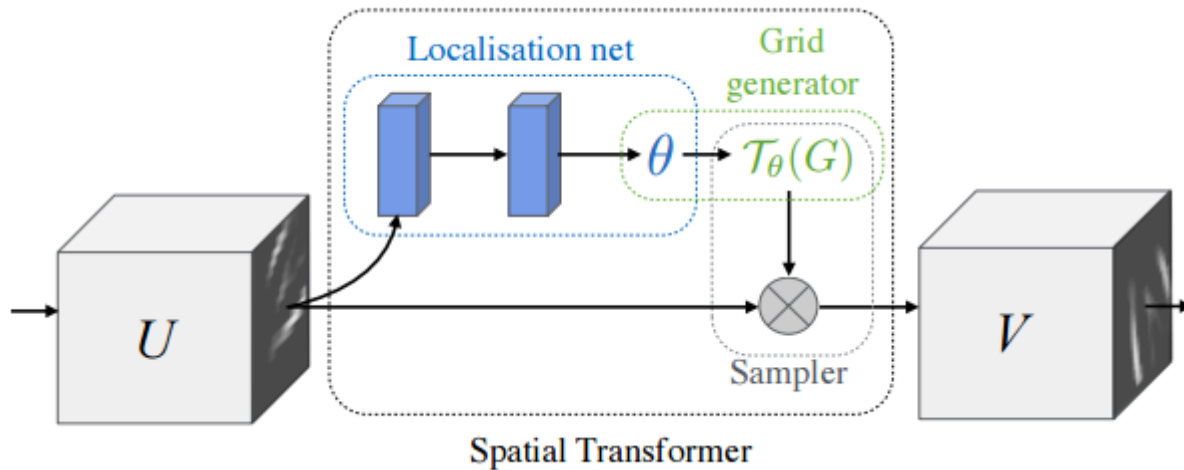 Localisation net
Grid
generator
θ
𝒯θ(G)
U
V
Sampler
Spatial Transformer